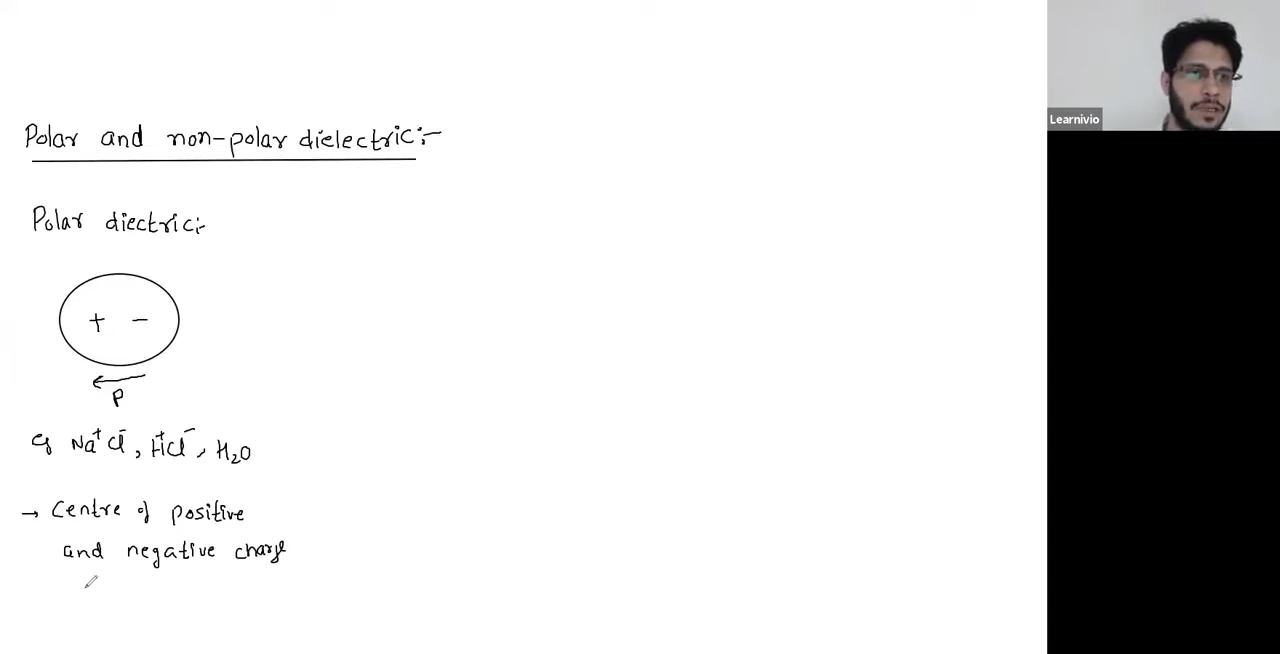 Polar and non-polar dielectric:-
Learnivio
Polar diectric:-
+ -
P
eg Na⁺Cl⁻, H⁺Cl⁻, H₂O
→ Centre of positive
and negative charge